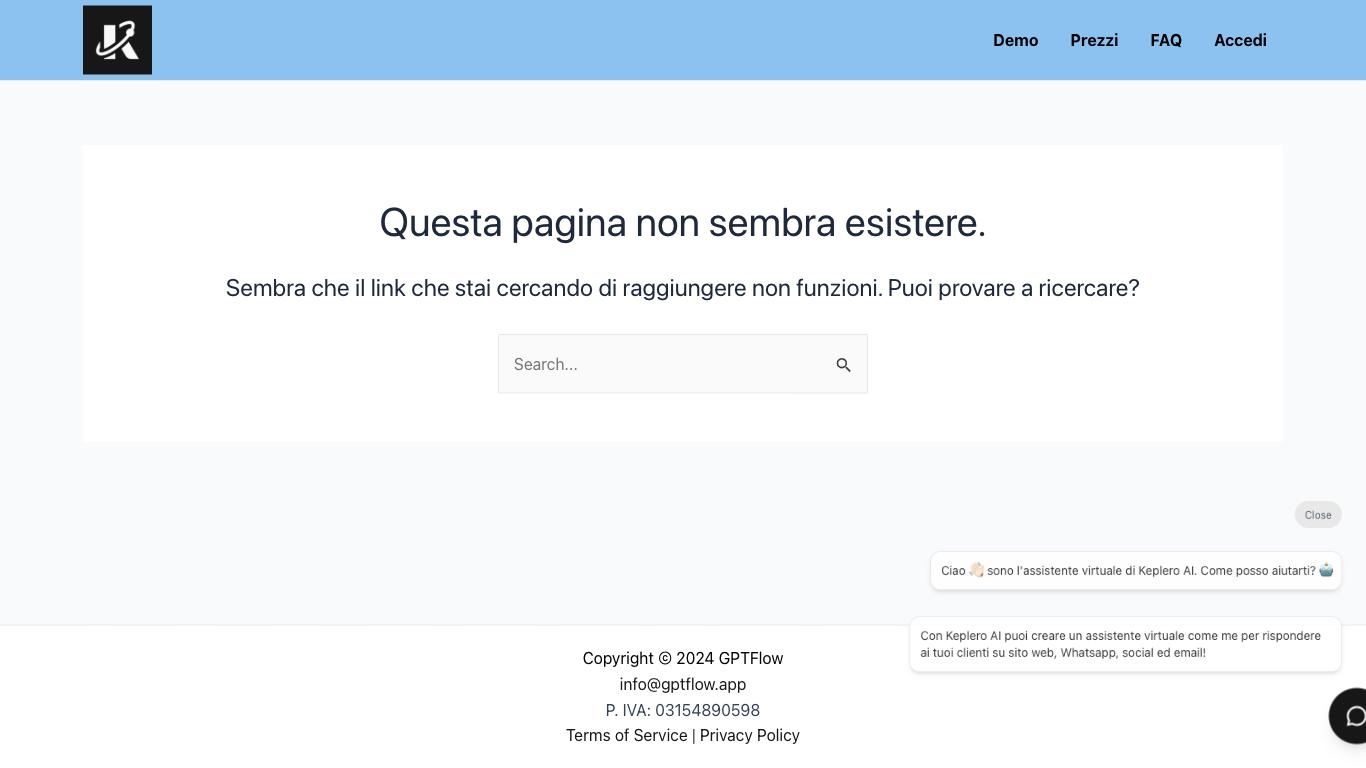 Demo Prezzi FAQ Accedi
Questa pagina non sembra esistere.
Sembra che il link che stai cercando di raggiungere non funzioni. Puoi provare a ricercare?
Search...
Close
Ciao 👋🏻 sono l'assistente virtuale di Keplero AI. Come posso aiutarti? 🤖
Con Keplero AI puoi creare un assistente virtuale come me per rispondere
ai tuoi clienti su sito web, Whatsapp, social ed email!
Copyright © 2024 GPTFlow
info@gptflow.app
P. IVA: 03154890598
Terms of Service | Privacy Policy